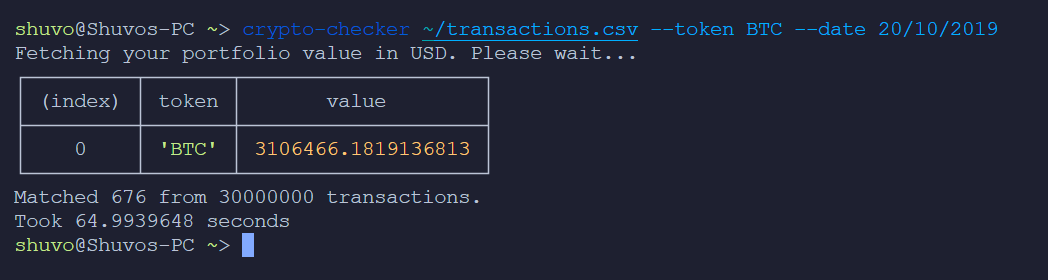 shuvo@Shuvos-PC ~> crypto-checker ~/transactions.csv --token BTC --date 20/10/2019
Fetching your portfolio value in USD. Please wait...
(index) token value
0 'BTC' 3106466.1819136813
Matched 676 from 30000000 transactions.
Took 64.9939648 seconds
shuvo@Shuvos-PC ~>